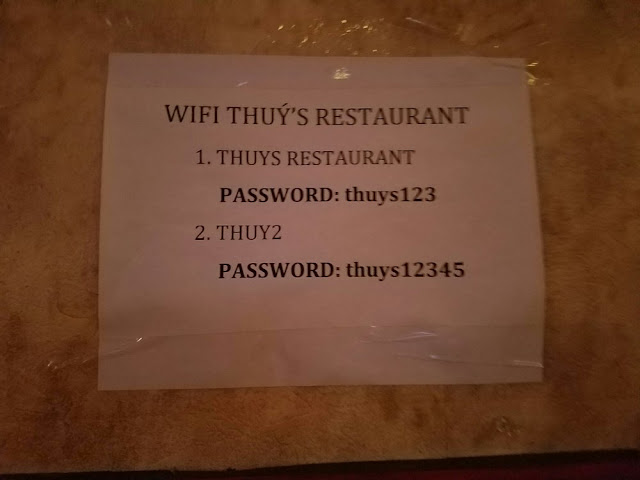 WIFI THUÝ'S RESTAURANT
1. THUYS RESTAURANT
PASSWORD: thuys123
2. THUY2
PASSWORD: thuys12345